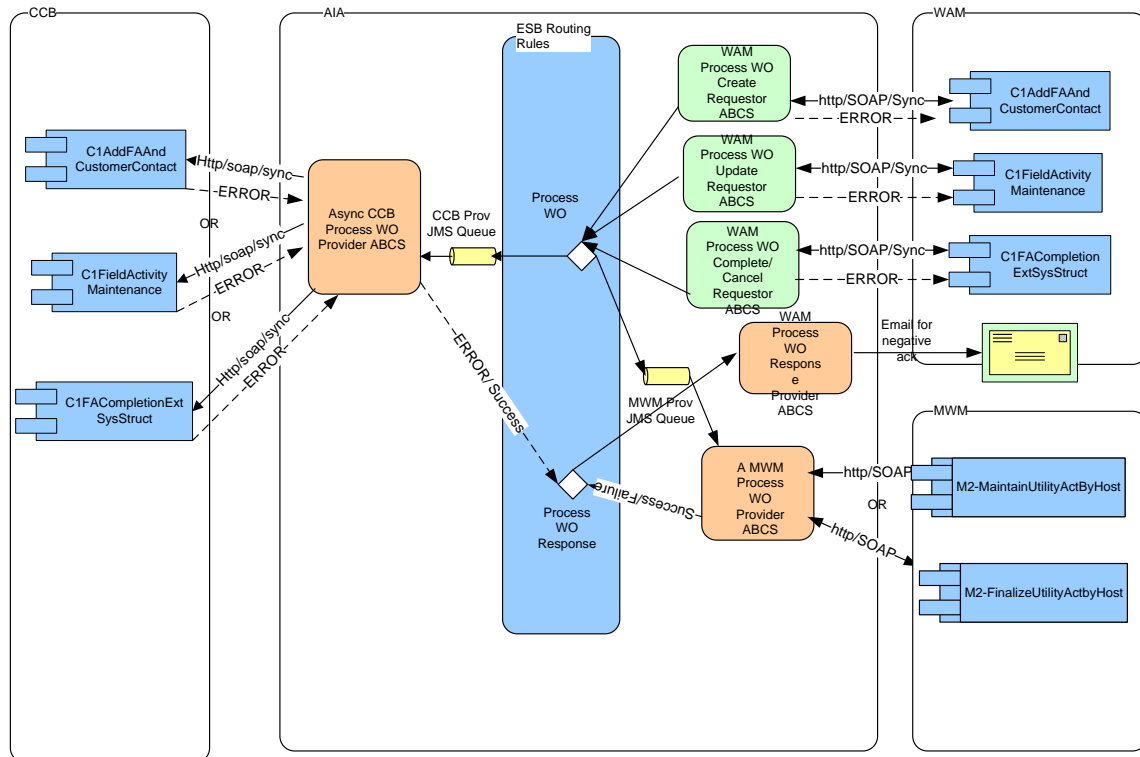 CCB
AIA
WAM
MWM
C1AddFAAnd
CustomerContact
C1FieldActivity
Maintenance
C1FACompletionExt
SysStruct
Http/soap/sync
ERROR
OR
Http/soap/sync
ERROR
OR
Http/soap/sync
ERROR
Async CCB
Process WO
Provider ABCS
CCB Prov
JMS Queue
ERROR/ Success
ESB Routing
Rules
Process
WO
Process
WO
Response
WAM
Process WO
Create
Requestor
ABCS
WAM
Process WO
Update
Requestor
ABCS
WAM
Process WO
Complete/
Cancel
Requestor
ABCS
WAM
Process
WO
Respons
e
Provider
ABCS
MWM Prov
JMS Queue
A MWM
Process
WO
Provider
ABCS
Success/Failure
http/SOAP/Sync
ERROR
http/SOAP/Sync
ERROR
http/SOAP/Sync
ERROR
Email for
negative
ack
http/SOAP
OR
http/SOAP
C1AddFAAnd
CustomerContact
C1FieldActivity
Maintenance
C1FACompletion
ExtSysStruct
M2-MaintainUtilityActByHost
M2-FinalizeUtilityActbyHost